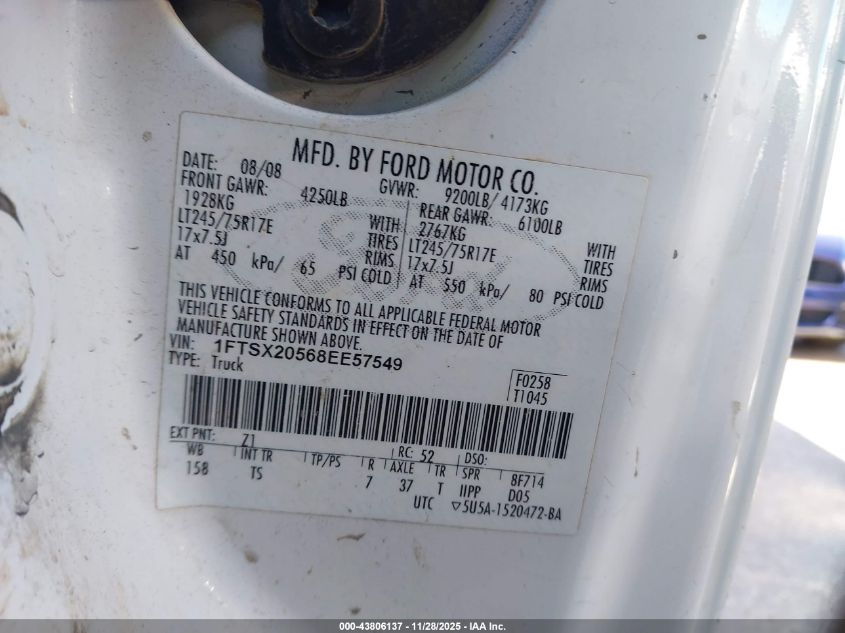 MFD. BY FORD MOTOR CO.
DATE: 08/08 GVWR: 9200LB/ 4173KG
FRONT GAWR: 4250LB REAR GAWR: 6100LB
1928KG WITH 2767KG WITH
LT245/75R17E TIRES LT245/75R17E TIRES
17x7.5J RIMS 17x7.5J RIMS
AT 450 kPa/ 65 PSI COLD AT 550 kPa/ 80 PSI COLD
THIS VEHICLE CONFORMS TO ALL APPLICABLE FEDERAL MOTOR
VEHICLE SAFETY STANDARDS IN EFFECT ON THE DATE OF
MANUFACTURE SHOWN ABOVE.
VIN: 1FTSX20568EE57549
TYPE: Truck
F0258
T1045
EXT PNT: Z1 RC: 52 DSO:
WB INT TR TP/PS R AXLE TR SPR 8F714
158 TS 7 37 T IIPP D05
UTC ▽5U5A-1520472-BA
000-43806137 - 11/28/2025 - IAA Inc.